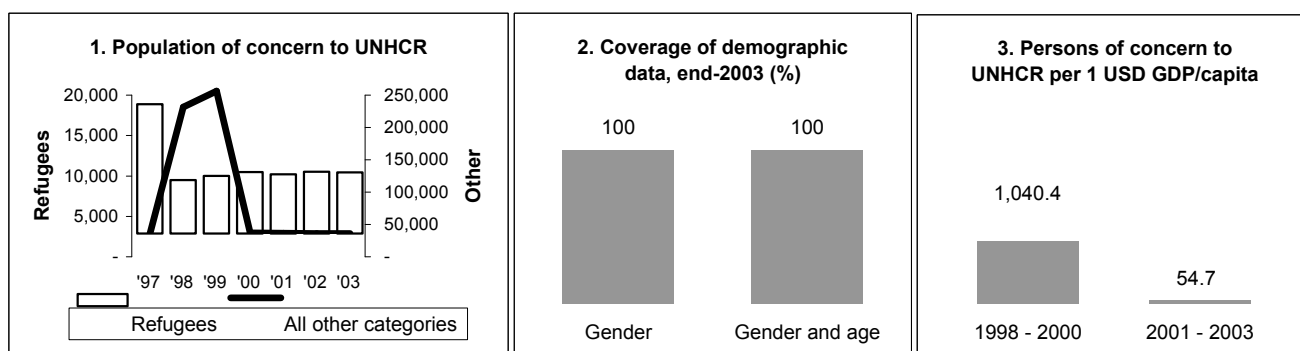 1. Population of concern to UNHCR
20,000
15,000
10,000
5,000
-
Refugees
250,000
200,000
150,000
100,000
50,000
-
Other
'97 '98 '99 '00 '01 '02 '03
Refugees All other categories
2. Coverage of demographic
data, end-2003 (%)
100 100
Gender Gender and age
3. Persons of concern to
UNHCR per 1 USD GDP/capita
1,040.4
54.7
1998 - 2000 2001 - 2003